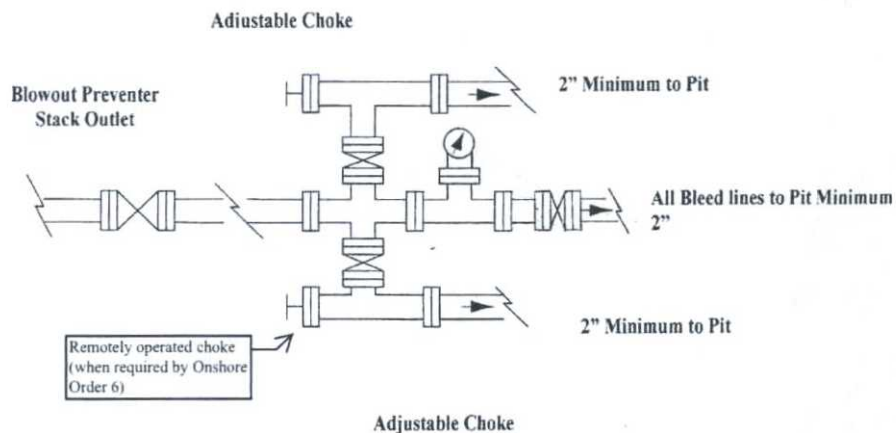 Adiustable Choke
2” Minimum to Pit
Blowout Preventer
Stack Outlet
All Bleed lines to Pit Minimum
2”
2” Minimum to Pit
Remotely operated choke
(when required by Onshore
Order 6)
Adjustable Choke